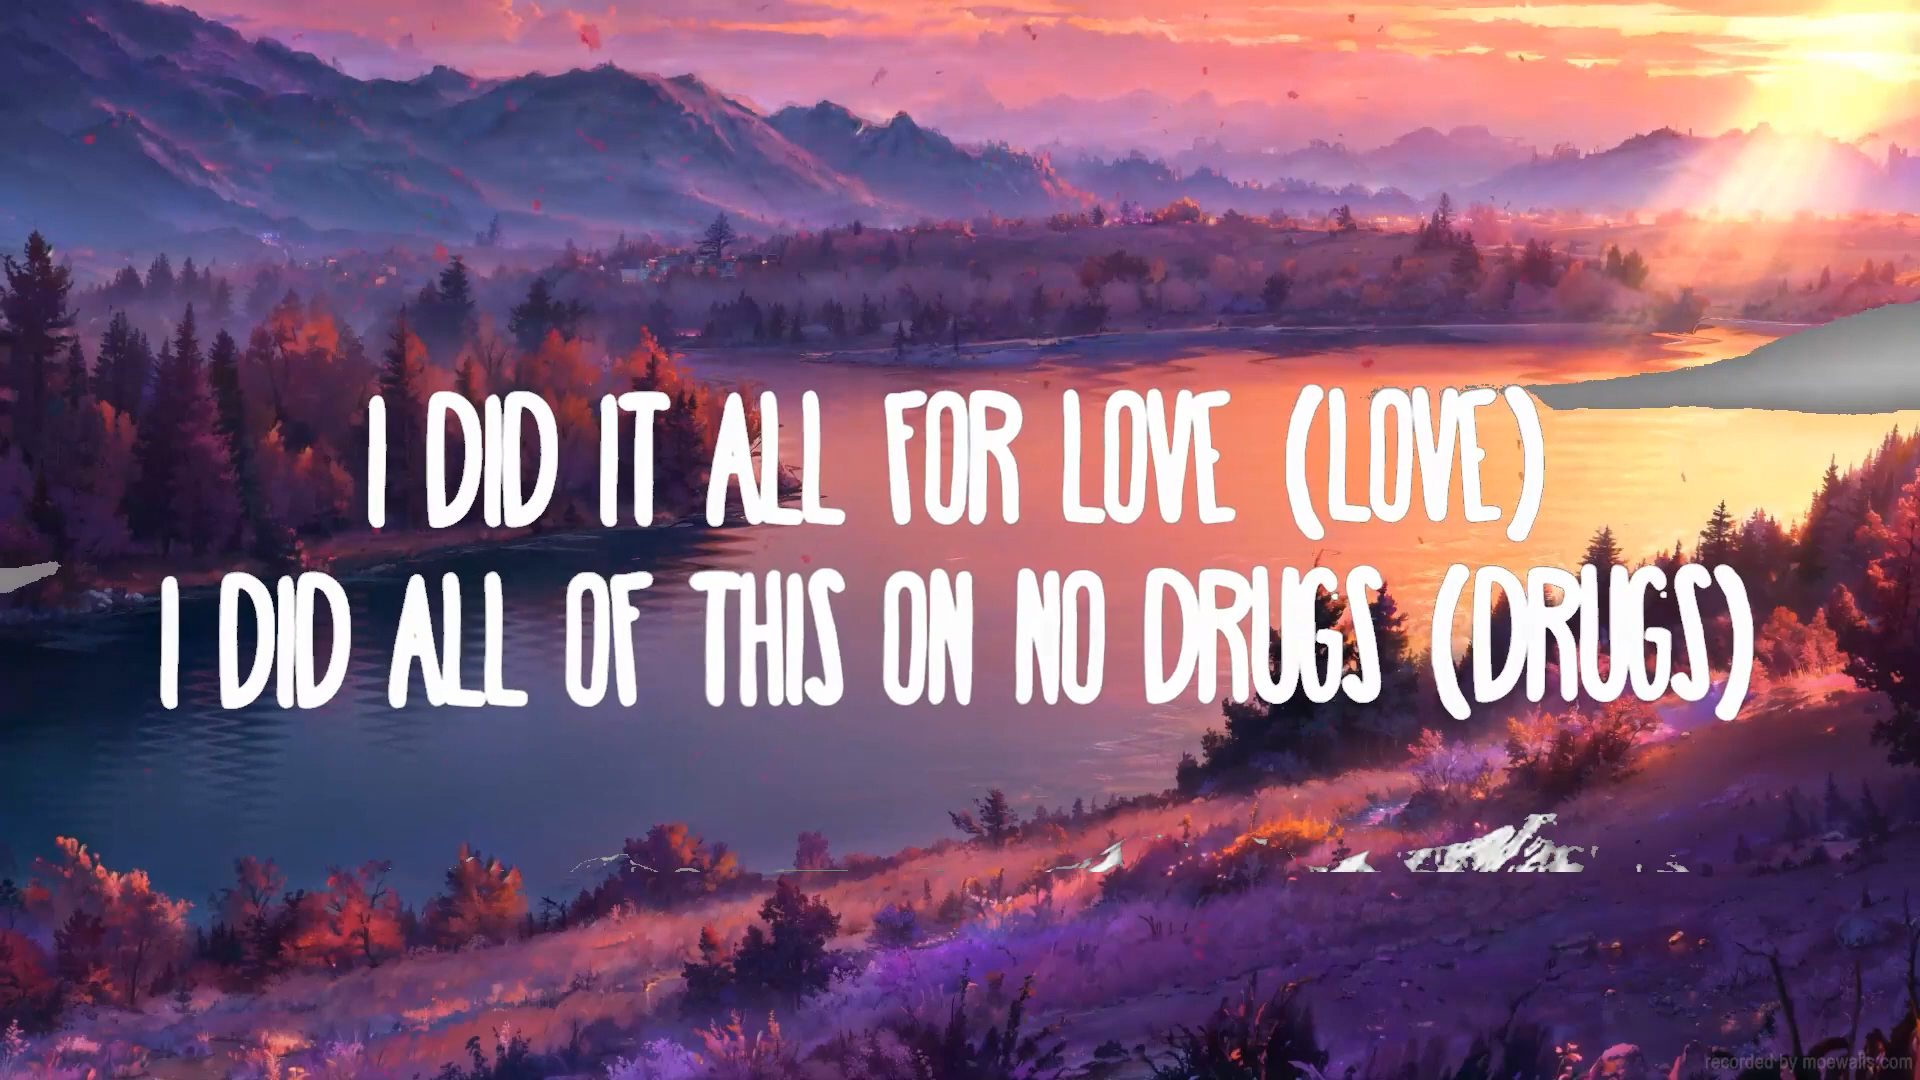 I DID IT ALL FOR LOVE (LOVE)
I DID ALL OF THIS ON NO DRUGS (DRUGS)
recorded by moewalls.com